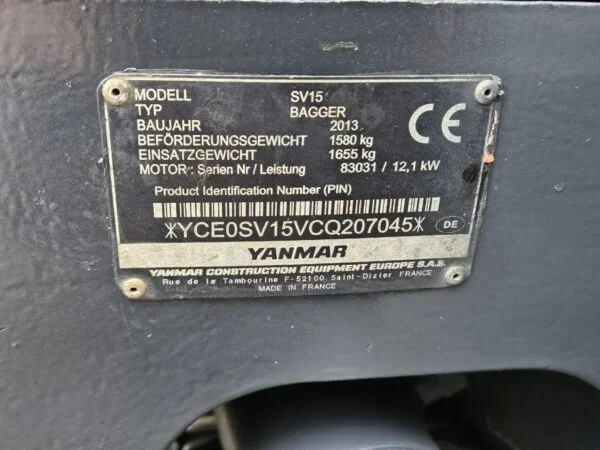 MODELL SV15
TYP BAGGER
BAUJAHR 2013
BEFÖRDERUNGSGEWICHT 1580 kg
EINSATZGEWICHT 1655 kg
MOTOR : Serien Nr / Leistung 83031 / 12,1 kW
CE
Product Identification Number (PIN)
*YCE0SV15VCQ207045*
DE
YANMAR
YANMAR CONSTRUCTION EQUIPMENT EUROPE S.A.S.
Rue de la Tambourine F-52100 Saint-Dizier FRANCE
MADE IN FRANCE